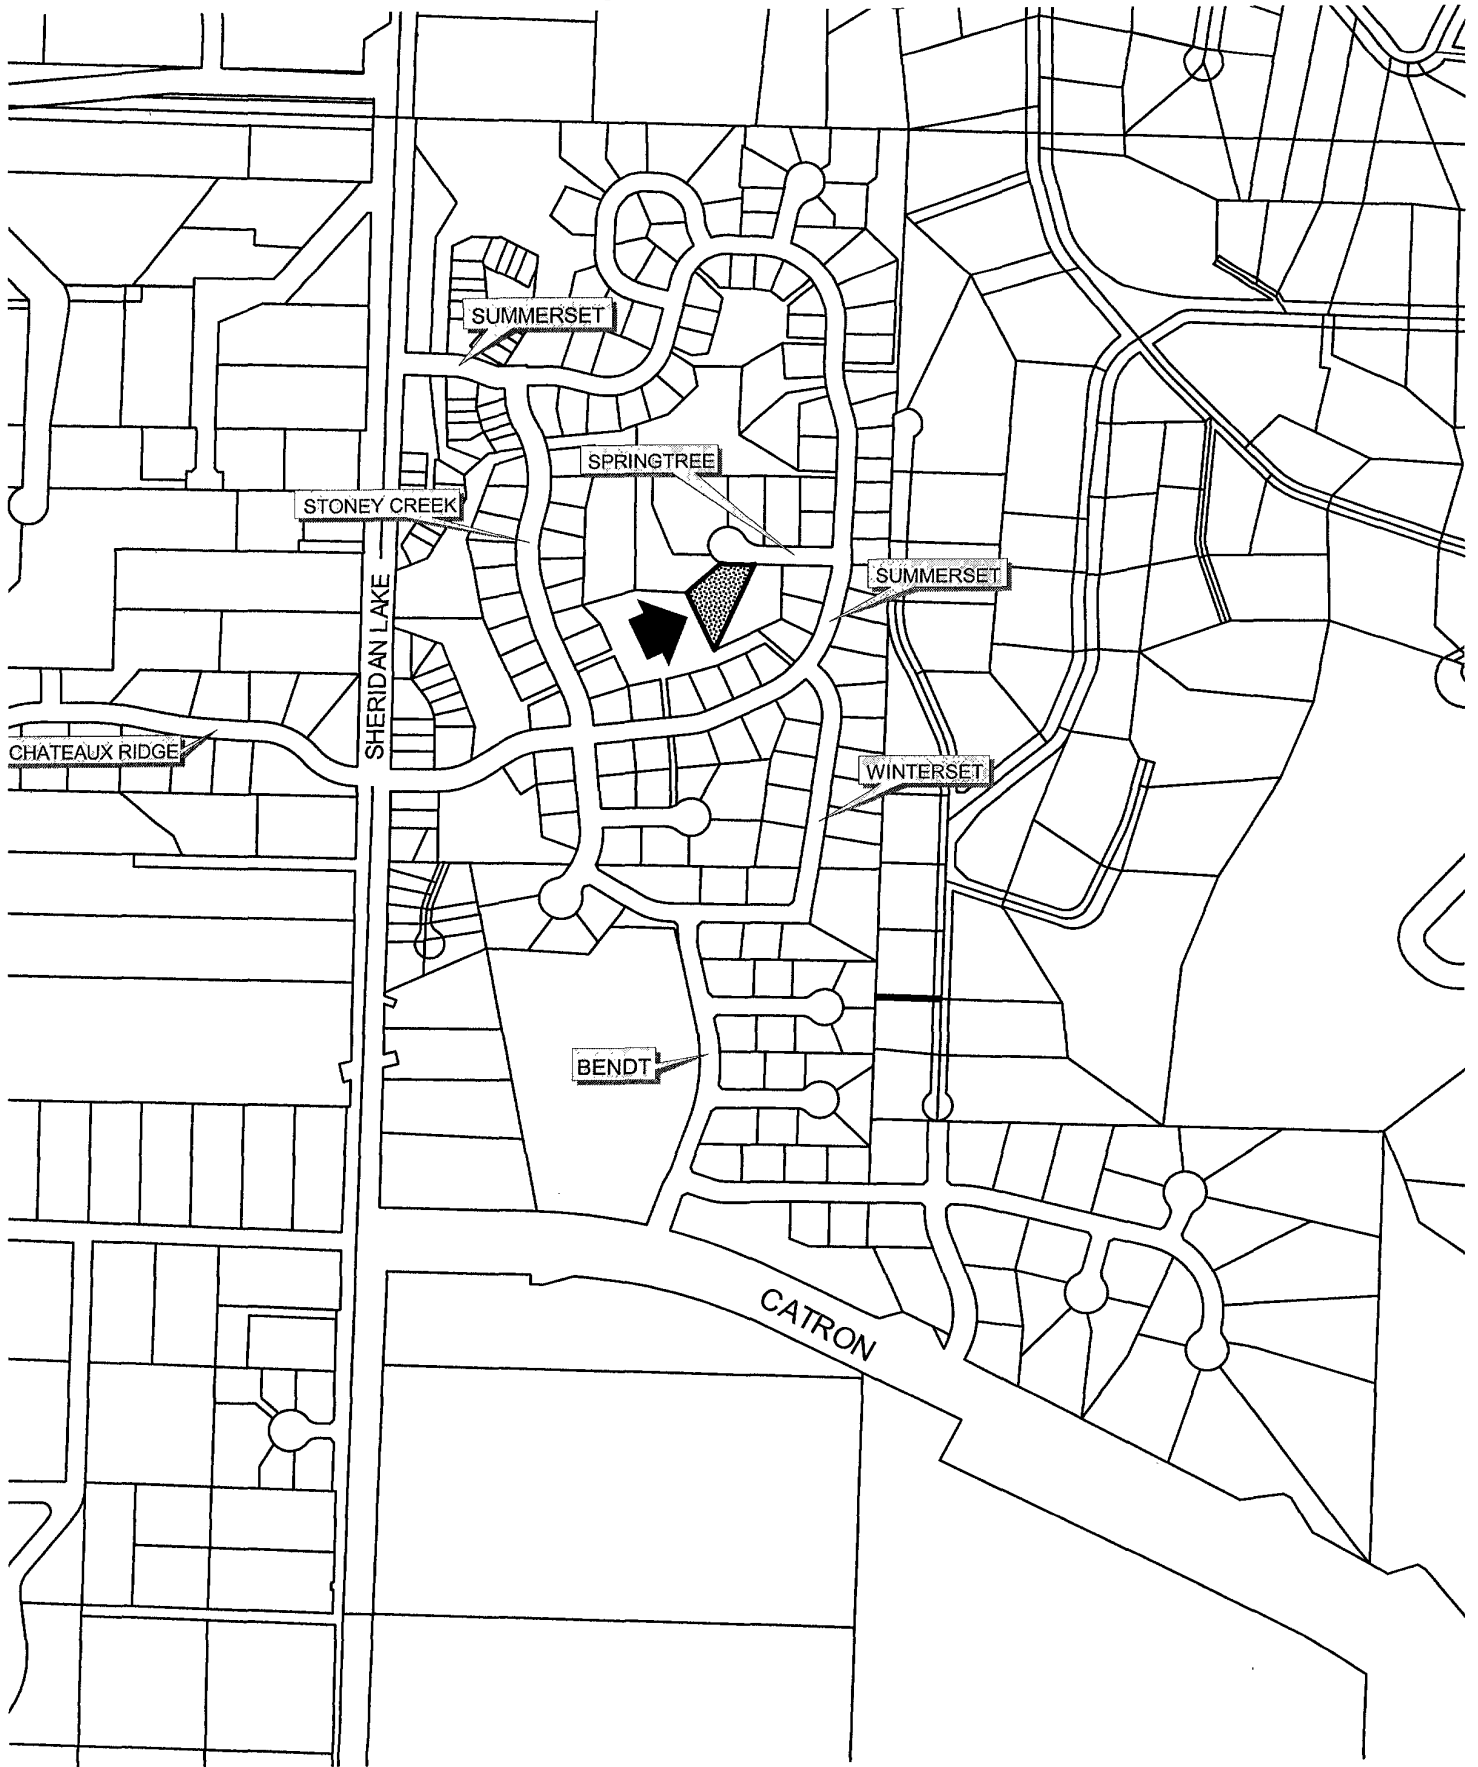 SUMMERSET
SPRINGTREE
STONEY CREEK
SUMMERSET
SHERIDAN LAKE
CHATEAUX RIDGE
WINTERSET
BENDT
CATRON